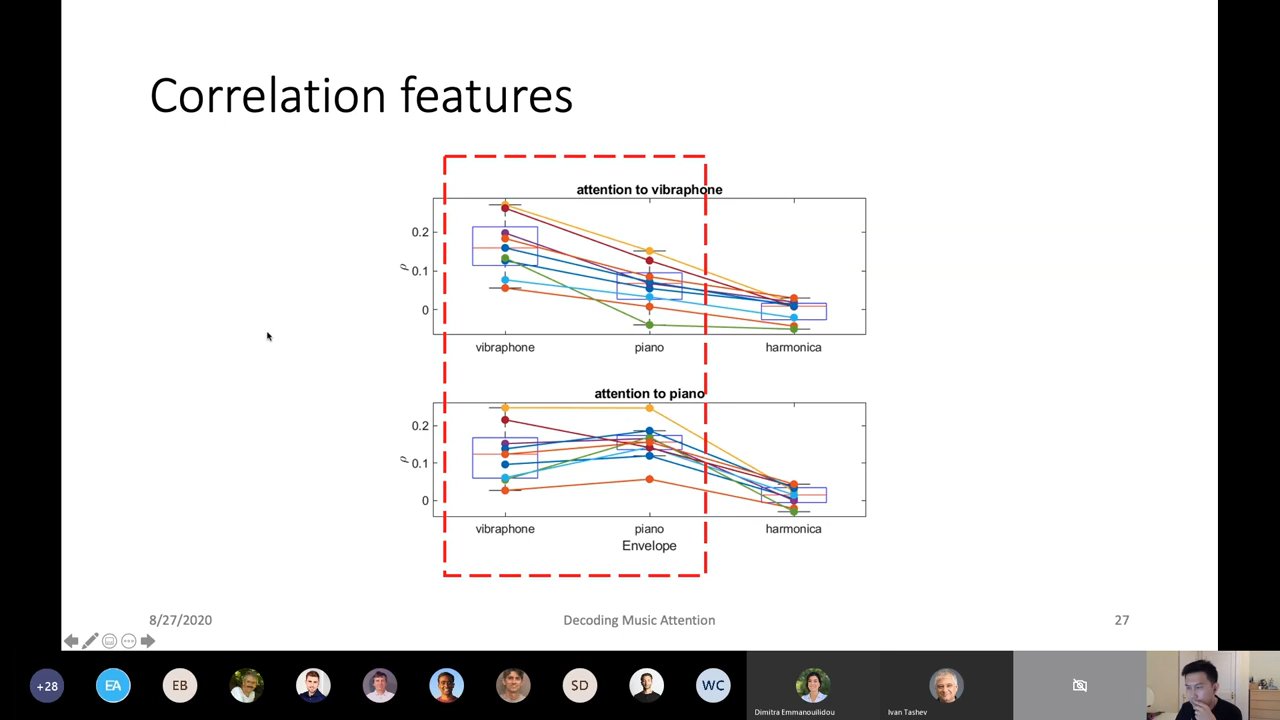 Correlation features
attention to vibraphone
0.2
0.1
0
ρ
vibraphone piano harmonica
attention to piano
0.2
0.1
0
ρ
vibraphone piano harmonica
Envelope
8/27/2020 Decoding Music Attention 27
+28 EA EB SD WC
Dimitra Emmanouilidou Ivan Tashev